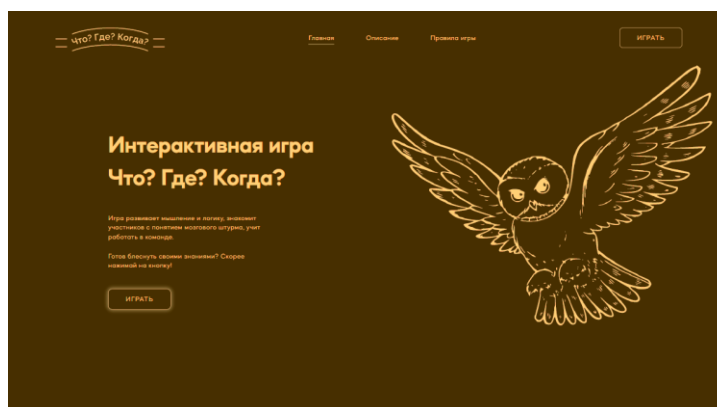 Что? Где? Когда?
Главная
Описание
Правила игры
ИГРАТЬ
Интерактивная игра
Что? Где? Когда?
Игра развивает мышление и логику, знакомит
участников с понятием мозгового штурма, учит
работать в команде.
Готов блеснуть своими знаниями? Скорее
нажимай на кнопку!
ИГРАТЬ